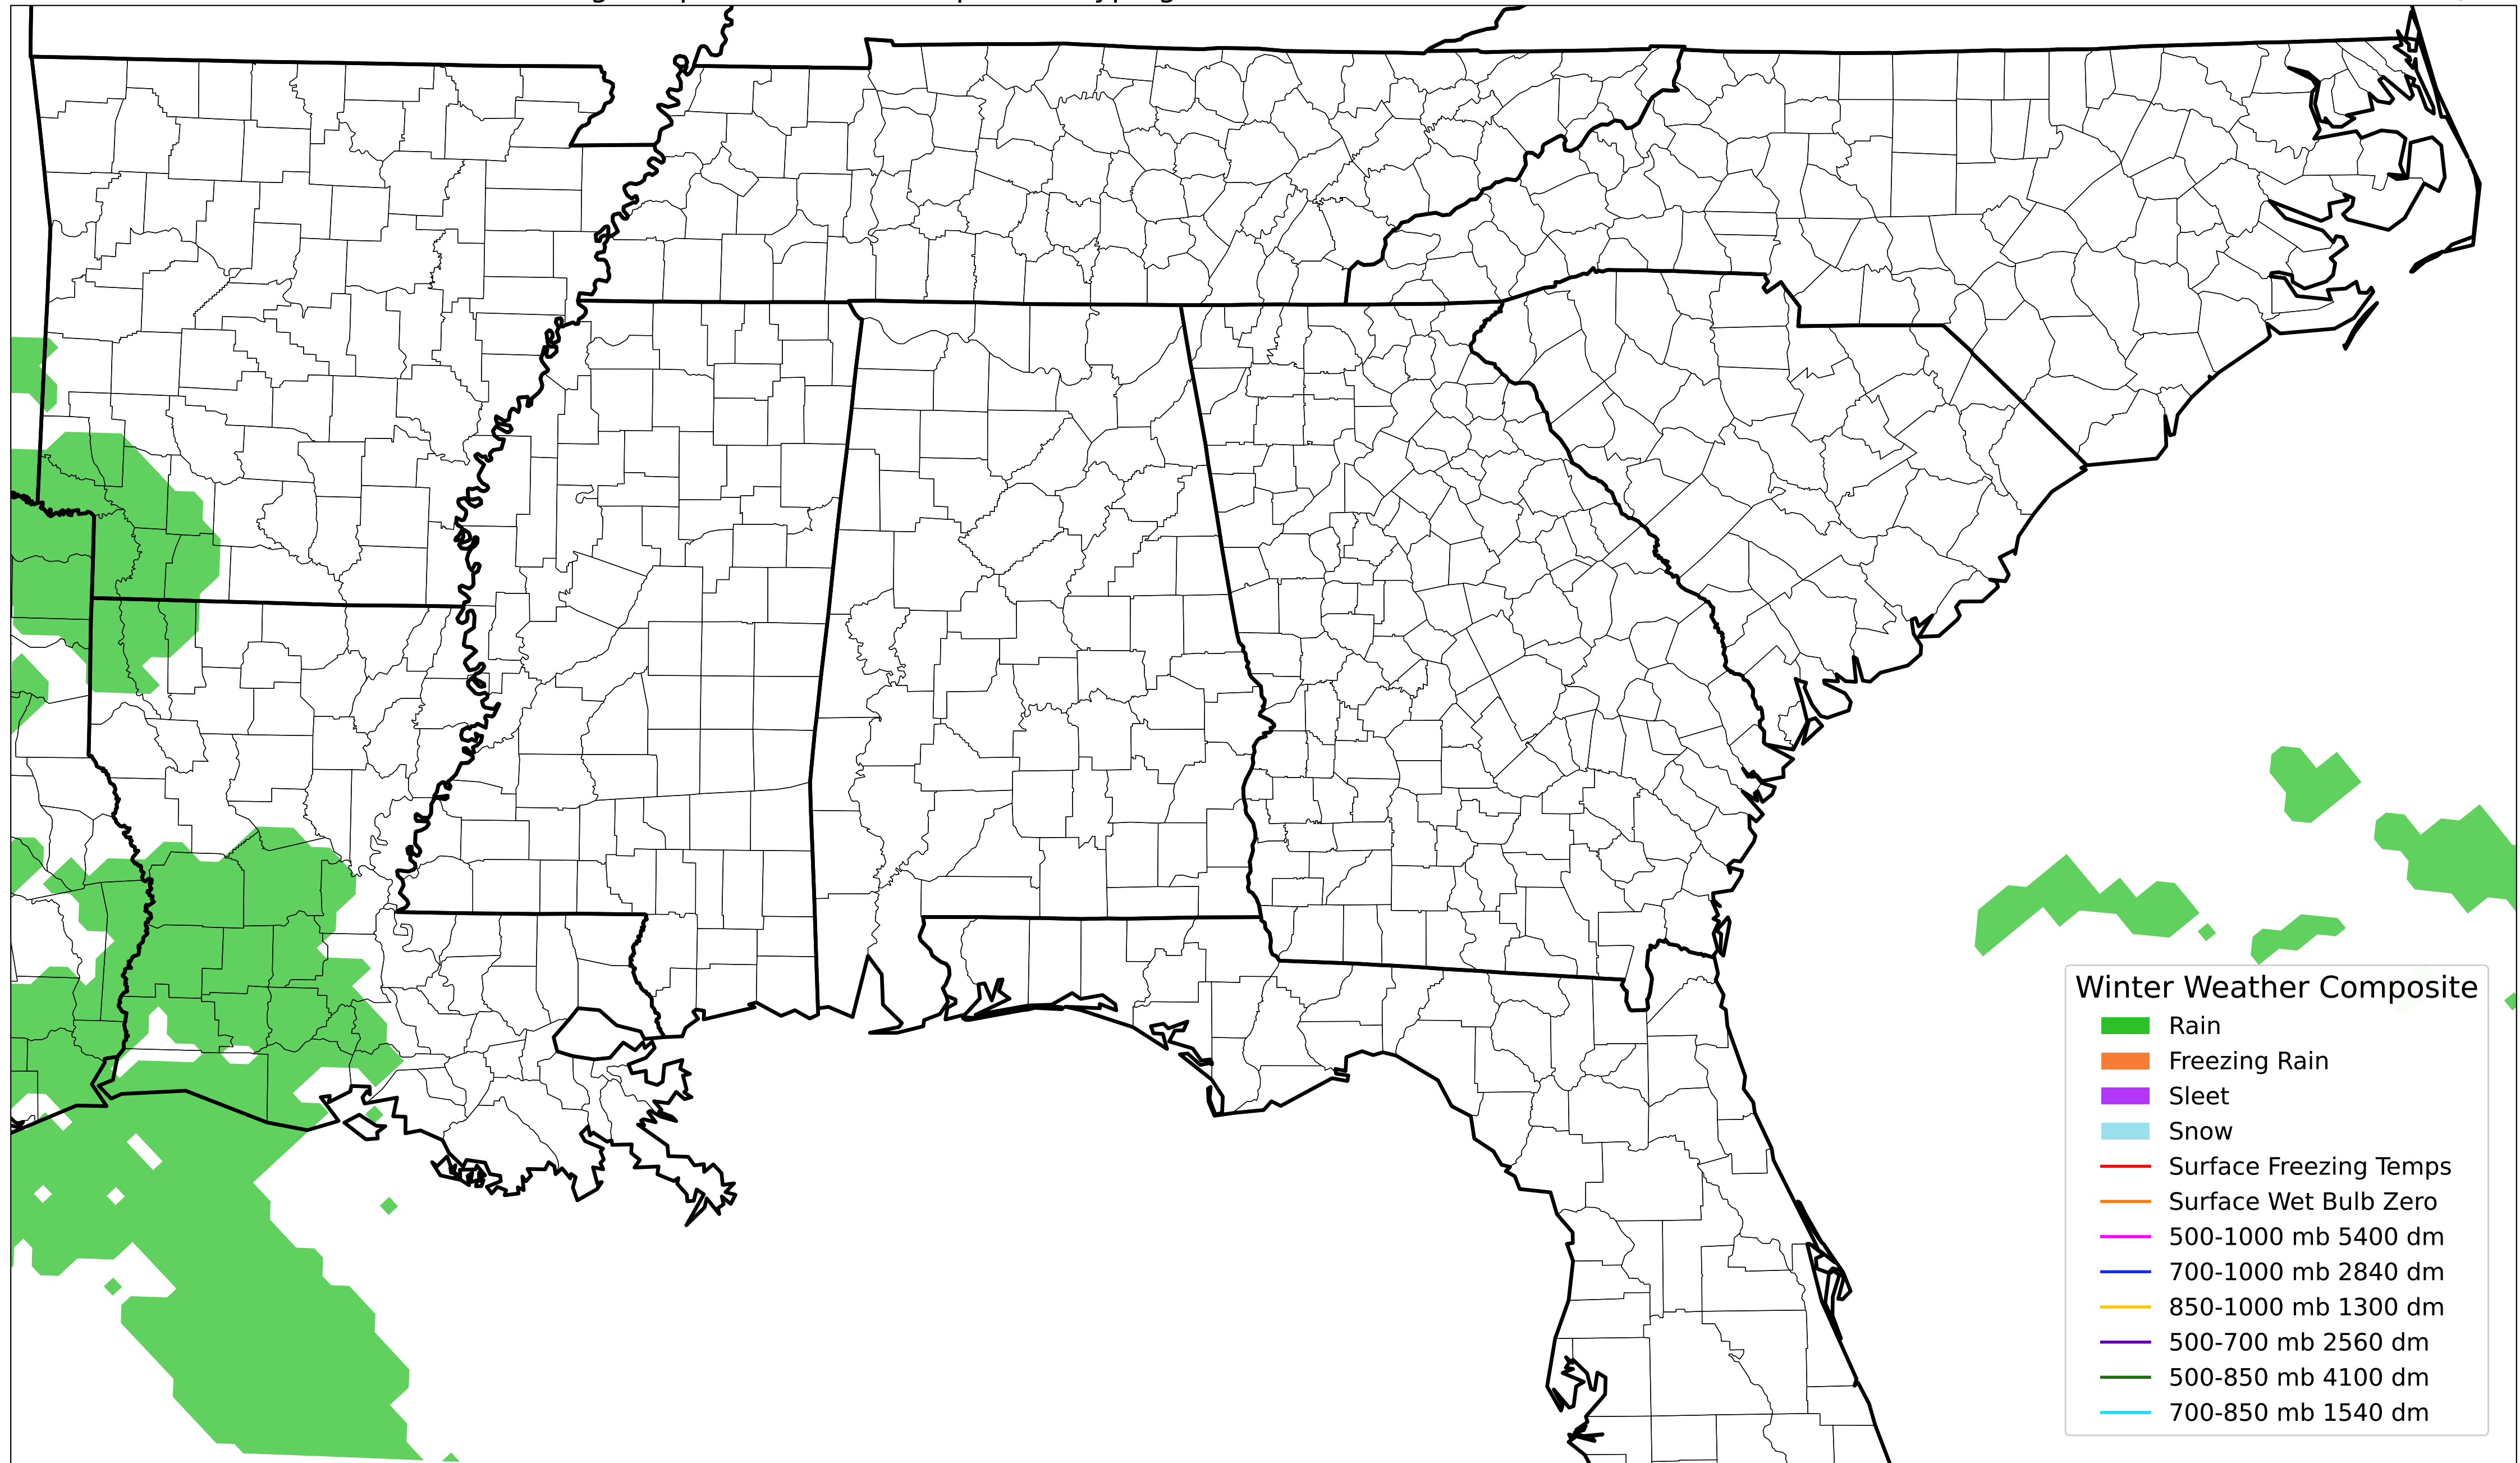 Winter Weather Composite
Rain
Freezing Rain
Sleet
Snow
Surface Freezing Temps
Surface Wet Bulb Zero
500-1000 mb 5400 dm
700-1000 mb 2840 dm
850-1000 mb 1300 dm
500-700 mb 2560 dm
500-850 mb 4100 dm
700-850 mb 1540 dm